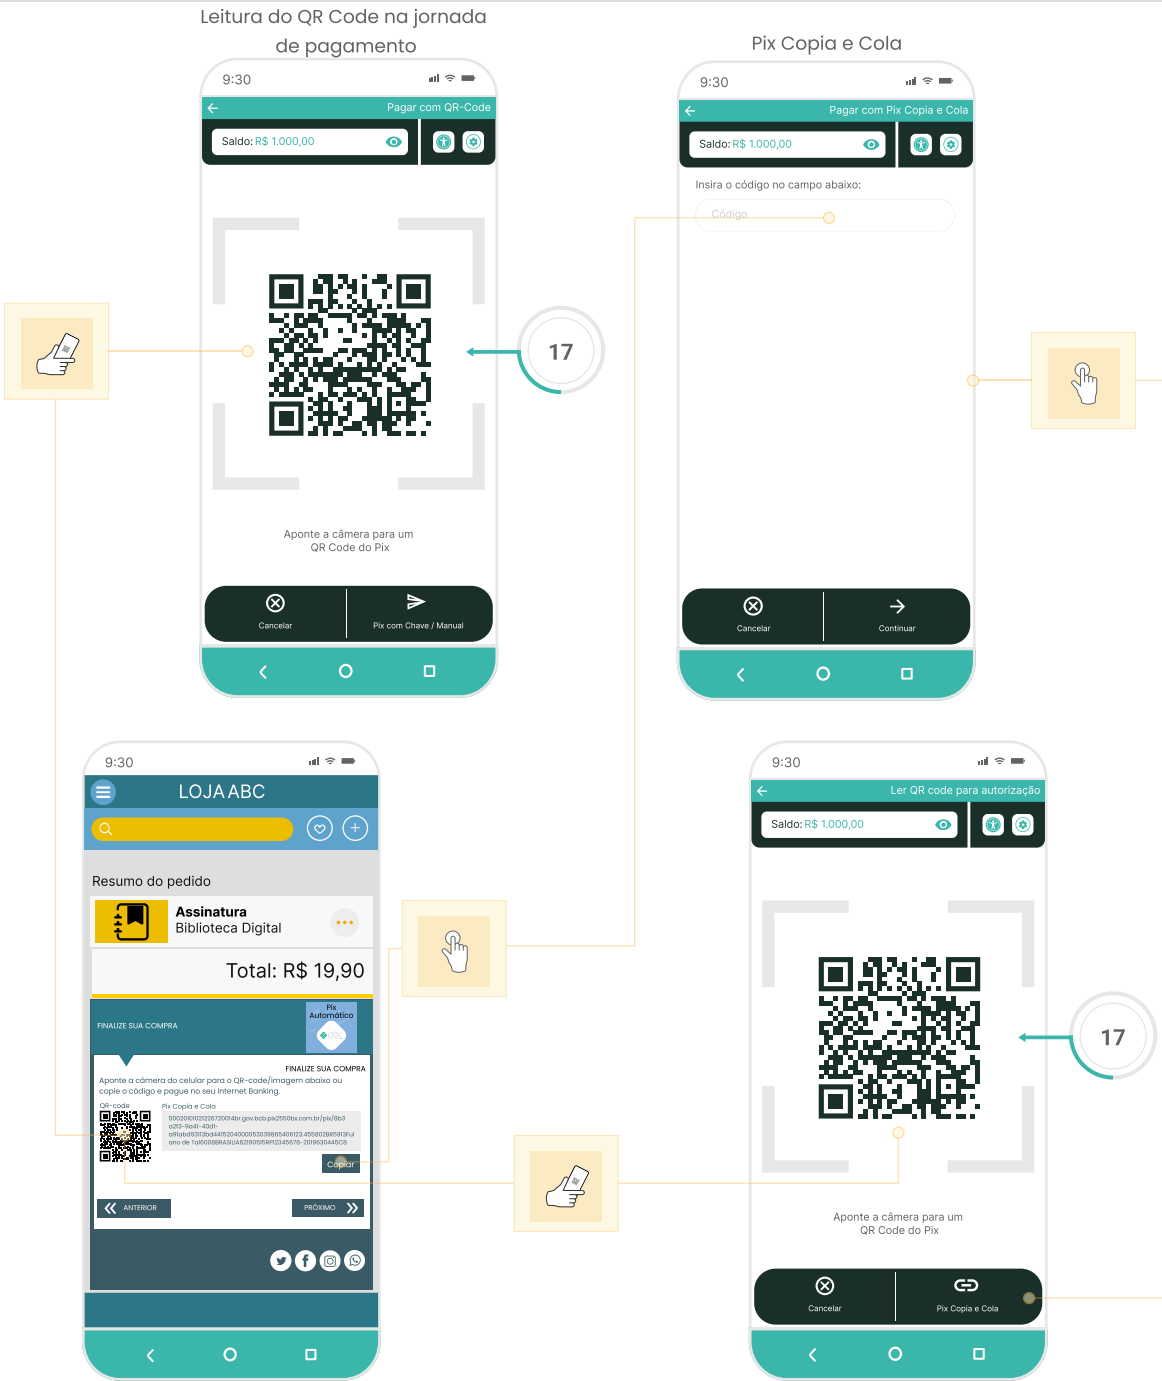 Leitura do QR Code na jornada
de pagamento
9:30
Pagar com QR-Code
Saldo: R$ 1.000,00
17
Aponte a câmera para um
QR Code do Pix
Cancelar
Pix com Chave / Manual
Pix Copia e Cola
9:30
Pagar com Pix Copia e Cola
Saldo: R$ 1.000,00
Insira o código no campo abaixo:
Código
Cancelar
Continuar
9:30
LOJA ABC
Resumo do pedido
Assinatura
Biblioteca Digital
Total: R$ 19,90
FINALIZE SUA COMPRA
Pix
Automático
FINALIZE SUA COMPRA
Aponte a câmera do celular para o QR-code/imagem abaixo ou
copie o código e pague no seu Internet Banking.
QR-code
Pix Copia e Cola
Copiar
ANTERIOR
PRÓXIMO
9:30
Ler QR code para autorização
Saldo: R$ 1.000,00
17
Aponte a câmera para um
QR Code do Pix
Cancelar
Pix Copia e Cola